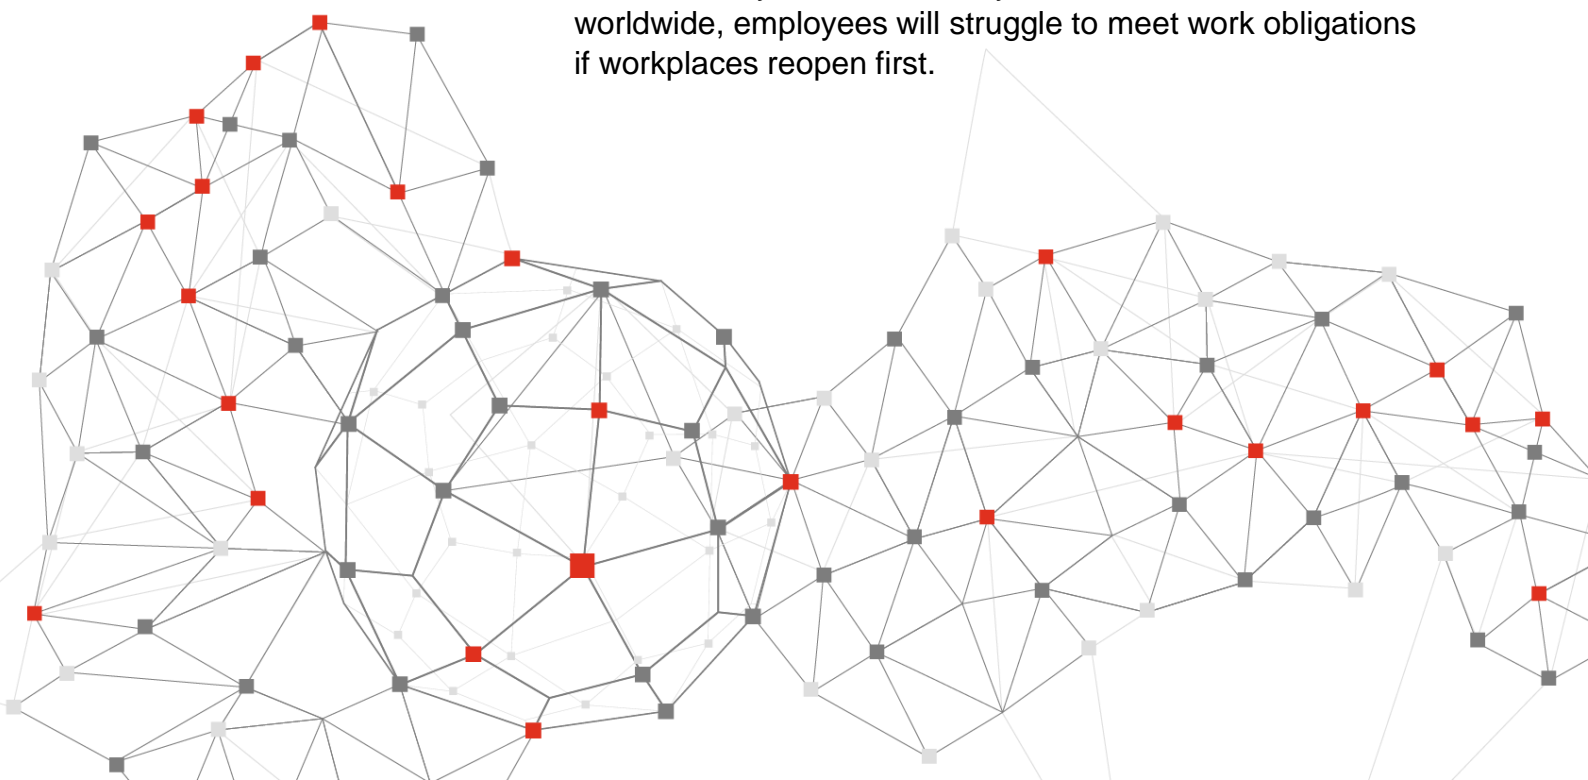 worldwide, employees will struggle to meet work obligations
if workplaces reopen first.